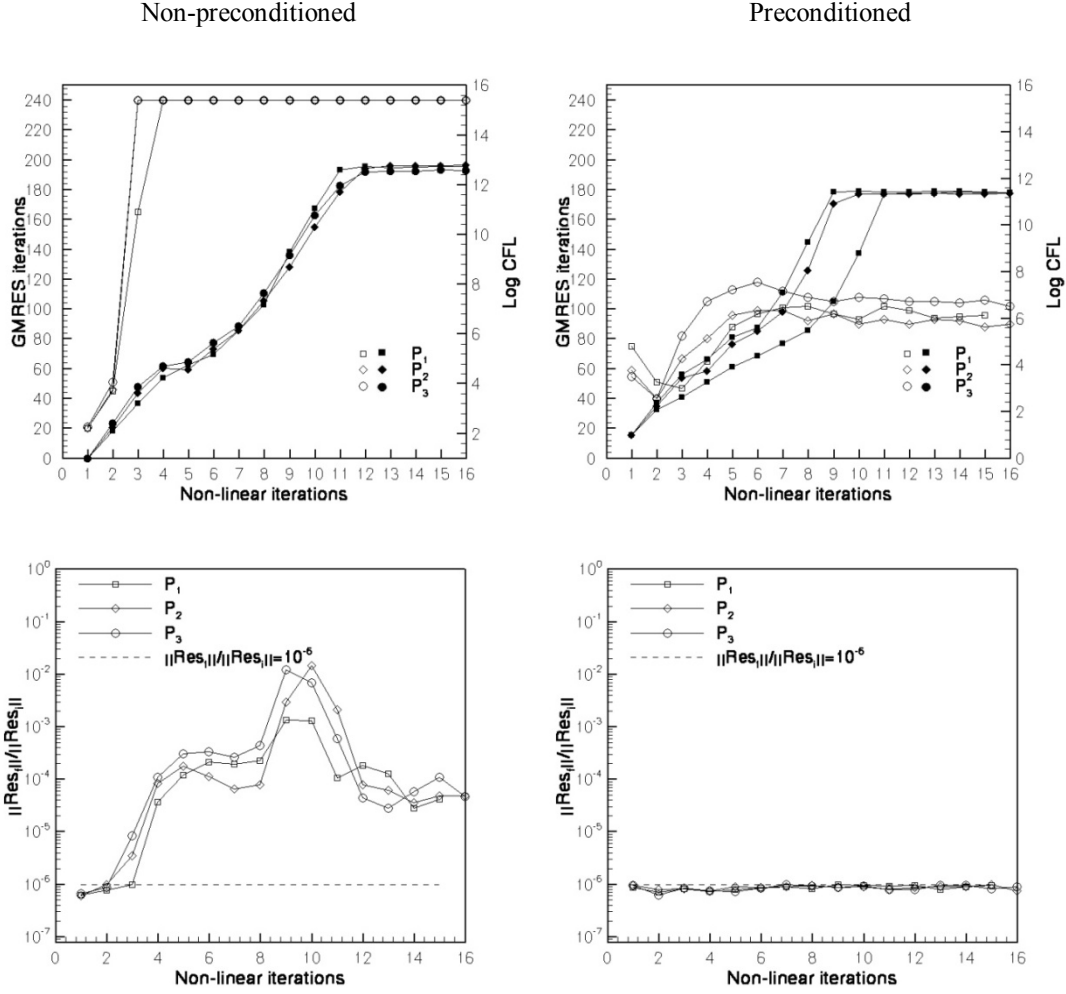 Non-preconditioned
Preconditioned
240
220
200
180
160
140
120
100
80
60
40
20
0
GMRES iterations
16
14
12
10
8
6
4
2
Log CFL
P1
P2
P3
0 1 2 3 4 5 6 7 8 9 10 11 12 13 14 15 16
Non-linear iterations
240
220
200
180
160
140
120
100
80
60
40
20
0
GMRES iterations
16
14
12
10
8
6
4
2
0
Log CFL
P1
P2
P3
0 1 2 3 4 5 6 7 8 9 10 11 12 13 14 15 16
Non-linear iterations
10^0
10^-1
10^-2
10^-3
10^-4
10^-5
10^-6
10^-7
||Res_f||/||Res_i||
P1
P2
P3
||Res_l||/||Res_i||=10^-6
0 2 4 6 8 10 12 14 16
Non-linear iterations
10^0
10^-1
10^-2
10^-3
10^-4
10^-5
10^-6
10^-7
||Res_f||/||Res_i||
P1
P2
P3
||Res_l||/||Res_i||=10^-6
0 2 4 6 8 10 12 14 16
Non-linear iterations